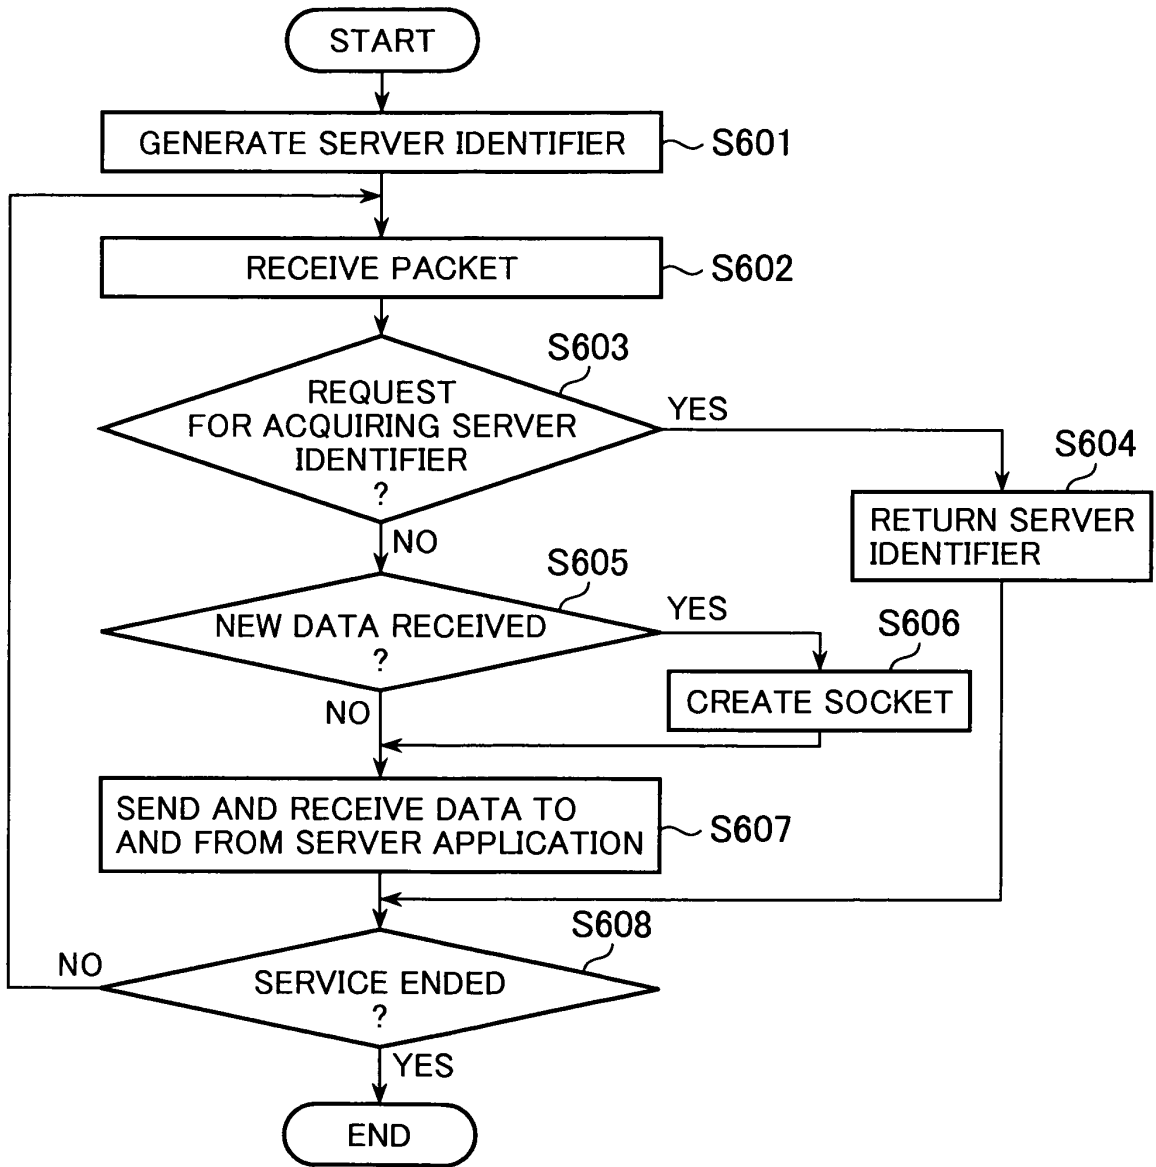 START
GENERATE SERVER IDENTIFIER
S601
RECEIVE PACKET
S602
S603
REQUEST
FOR ACQUIRING SERVER
IDENTIFIER
?
YES
NO
S604
RETURN SERVER
IDENTIFIER
S605
NEW DATA RECEIVED
?
YES
NO
S606
CREATE SOCKET
SEND AND RECEIVE DATA TO
AND FROM SERVER APPLICATION
S607
S608
SERVICE ENDED
?
NO
YES
END